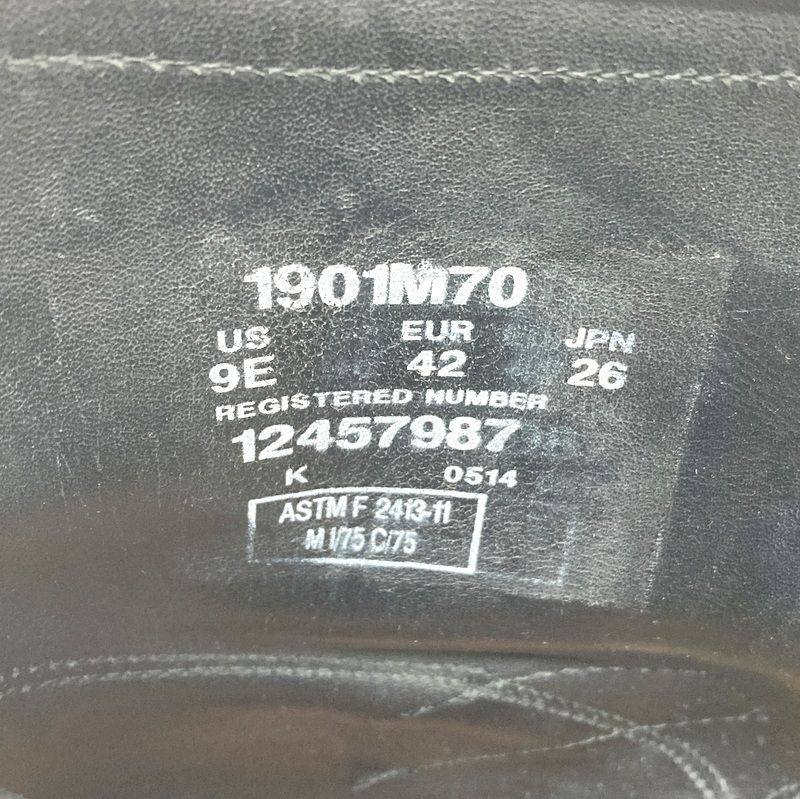 1901M70
US EUR JPN
9E 42 26
REGISTERED NUMBER
12457987
K 0514
ASTM F 2413-11
M I/75 C/75